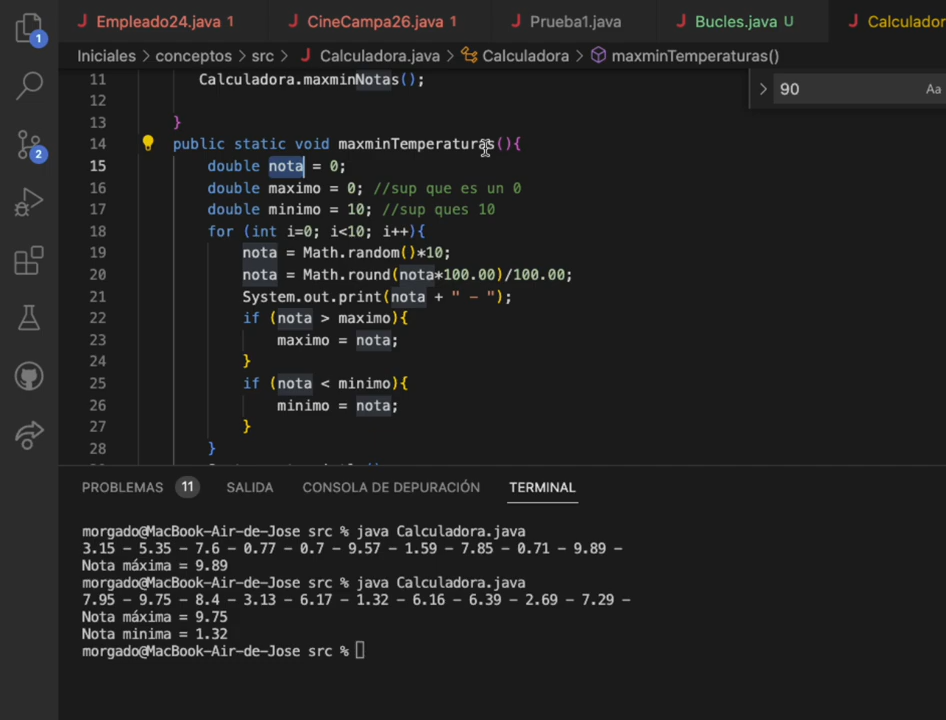 Empleado24.java 1 CineCampa26.java 1 Prueba1.java Bucles.java U Calculador
Iniciales > conceptos > src > Calculadora.java > Calculadora > maxminTemperaturas()
90 Aa
11 Calculadora.maxminNotas();
12
13 }
14 public static void maxminTemperaturas(){
15 double nota = 0;
16 double maximo = 0; //sup que es un 0
17 double minimo = 10; //sup ques 10
18 for (int i=0; i<10; i++){
19 nota = Math.random()*10;
20 nota = Math.round(nota*100.00)/100.00;
21 System.out.print(nota + " - ");
22 if (nota > maximo){
23 maximo = nota;
24 }
25 if (nota < minimo){
26 minimo = nota;
27 }
28 }
1
2
PROBLEMAS 11 SALIDA CONSOLA DE DEPURACIÓN TERMINAL
morgado@MacBook-Air-de-Jose src % java Calculadora.java
3.15 - 5.35 - 7.6 - 0.77 - 0.7 - 9.57 - 1.59 - 7.85 - 0.71 - 9.89 -
Nota máxima = 9.89
morgado@MacBook-Air-de-Jose src % java Calculadora.java
7.95 - 9.75 - 8.4 - 3.13 - 6.17 - 1.32 - 6.16 - 6.39 - 2.69 - 7.29 -
Nota máxima = 9.75
Nota minima = 1.32
morgado@MacBook-Air-de-Jose src %